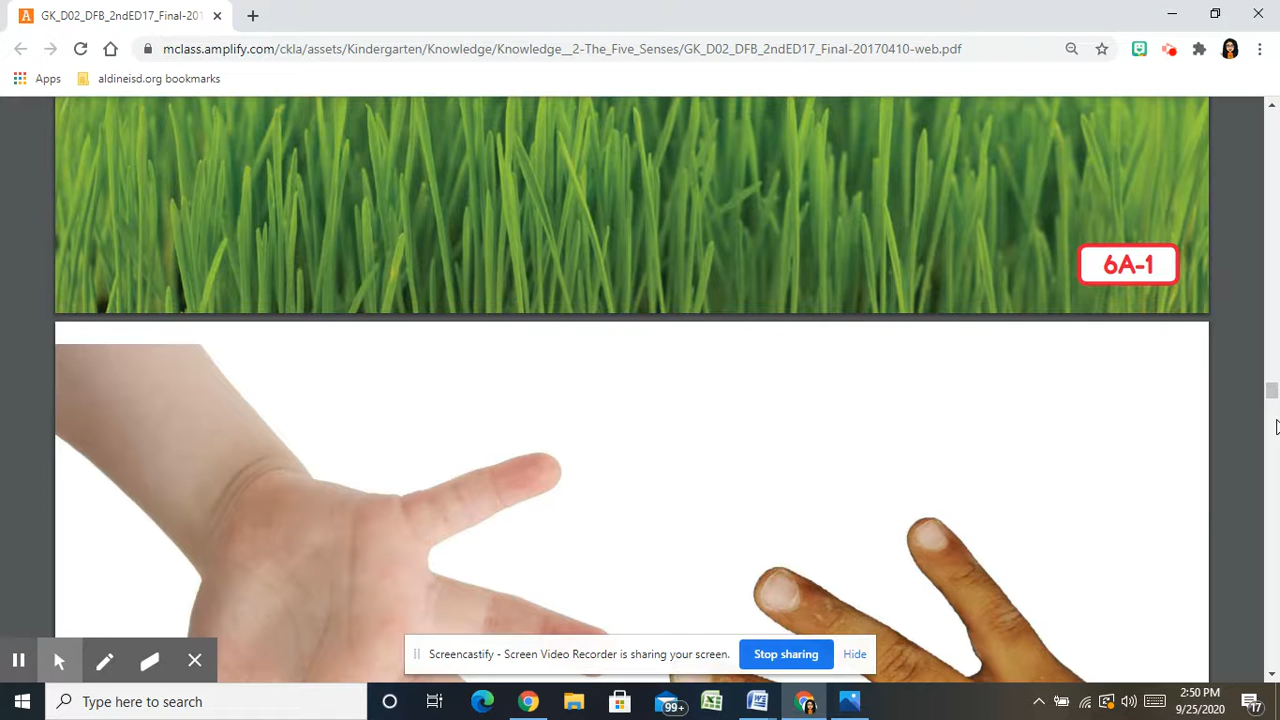 GK_D02_DFB_2ndED17_Final-201
mclass.amplify.com/ckla/assets/Kindergarten/Knowledge/Knowledge__2-The_Five_Senses/GK_D02_DFB_2ndED17_Final-20170410-web.pdf
Apps
aldineisd.org bookmarks
6A-1
Screencastify - Screen Video Recorder is sharing your screen.
Stop sharing
Hide
Type here to search
99+
2:50 PM
9/25/2020
17